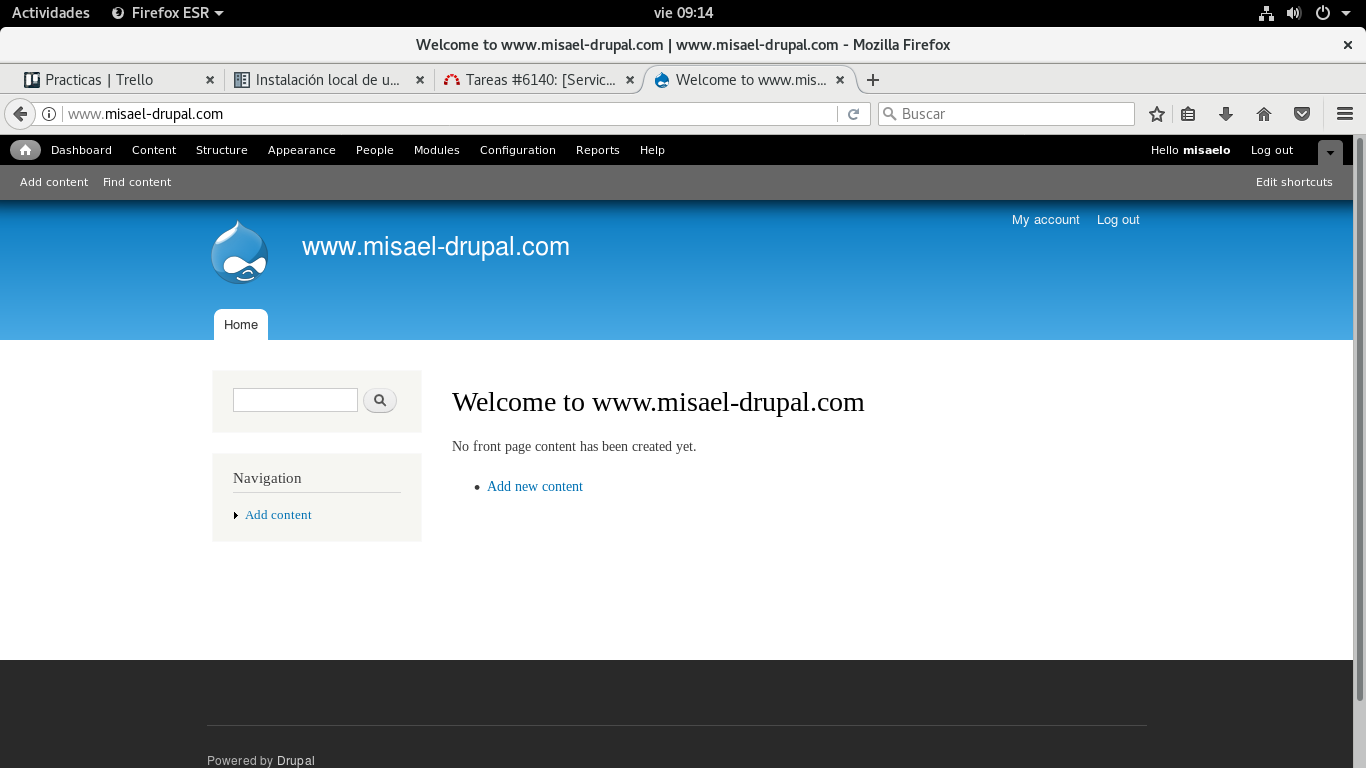 Actividades Firefox ESR vie 09:14
Welcome to www.misael-drupal.com | www.misael-drupal.com - Mozilla Firefox
Practicas | Trello Instalación local de u... Tareas #6140: [Servic... Welcome to www.mis...
www.misael-drupal.com Buscar
Dashboard Content Structure Appearance People Modules Configuration Reports Help Hello misaelo Log out
Add content Find content Edit shortcuts
My account Log out
www.misael-drupal.com
Home
Welcome to www.misael-drupal.com
No front page content has been created yet.
Add new content
Navigation
Add content
Powered by Drupal